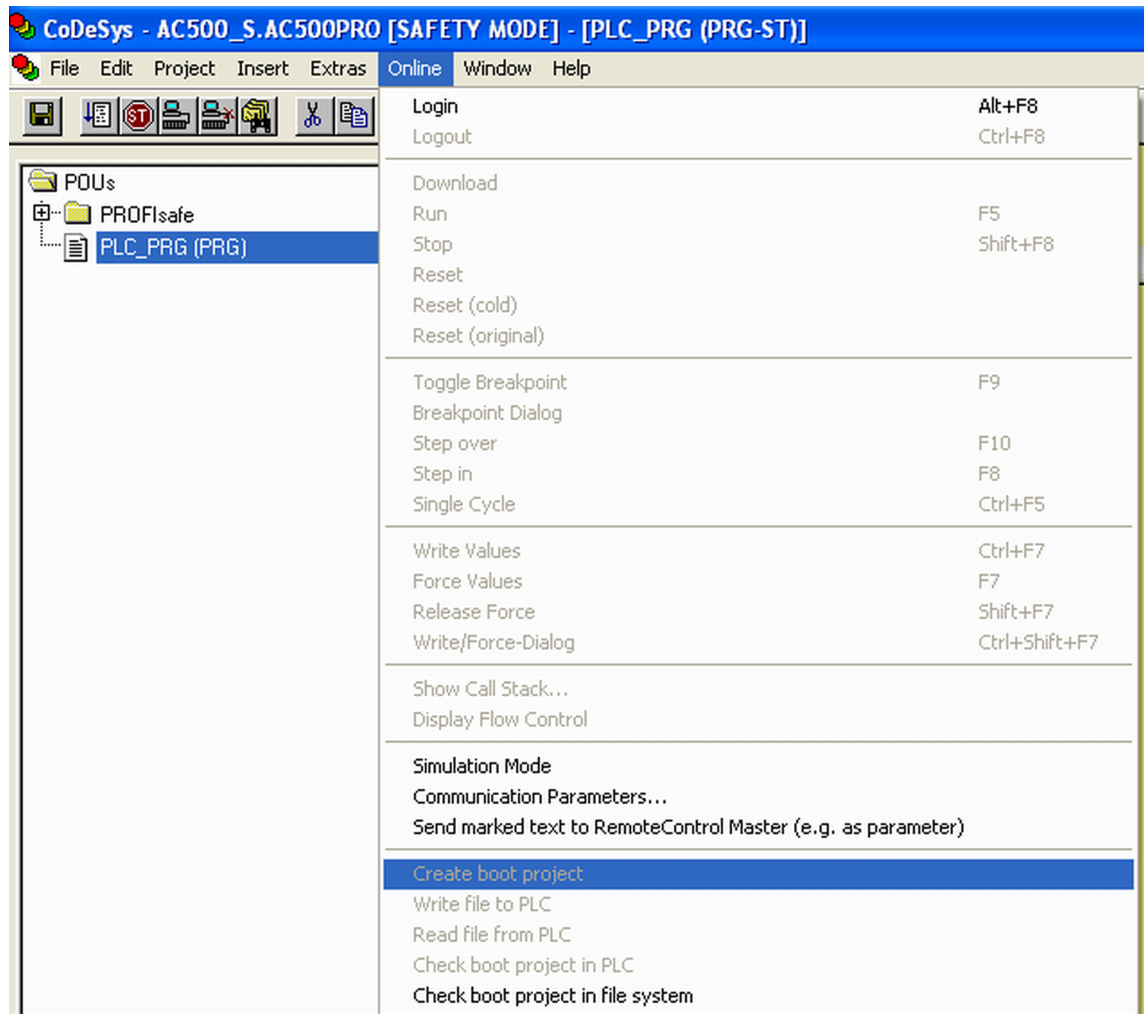 CoDeSys - AC500_S.AC500PRO [SAFETY MODE] - [PLC_PRG (PRG-ST)]
File Edit Project Insert Extras Online Window Help
ST
POUs
PROFIsafe
PLC_PRG (PRG)
Login Alt+F8
Logout Ctrl+F8
Download
Run F5
Stop Shift+F8
Reset
Reset (cold)
Reset (original)
Toggle Breakpoint F9
Breakpoint Dialog
Step over F10
Step in F8
Single Cycle Ctrl+F5
Write Values Ctrl+F7
Force Values F7
Release Force Shift+F7
Write/Force-Dialog Ctrl+Shift+F7
Show Call Stack...
Display Flow Control
Simulation Mode
Communication Parameters...
Send marked text to RemoteControl Master (e.g. as parameter)
Create boot project
Write file to PLC
Read file from PLC
Check boot project in PLC
Check boot project in file system